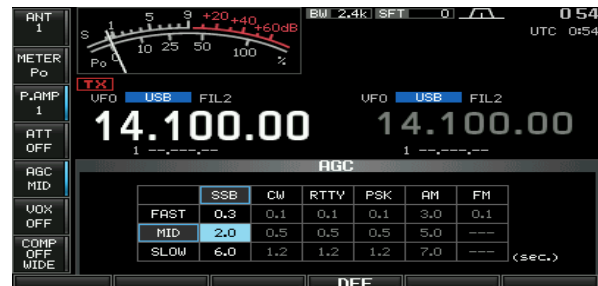 ANT
1
METER
Po
P.AMP
1
ATT
OFF
AGC
MID
VOX
OFF
COMP
OFF
WIDE
S 1 5 9 +20 +40 +60dB
Po 0 10 25 50 100 %
BW 2.4k SFT 0
0 54
UTC 0:54
TX
VFO USB FIL2
14.100.00
1 --.---.--
VFO USB FIL2
14.100.00
1 --.---.--
AGC
SSB CW RTTY PSK AM FM
FAST 0.3 0.1 0.1 0.1 3.0 0.1
MID 2.0 0.5 0.5 0.5 5.0 ---
SLOW 6.0 1.2 1.2 1.2 7.0 ---
(sec.)